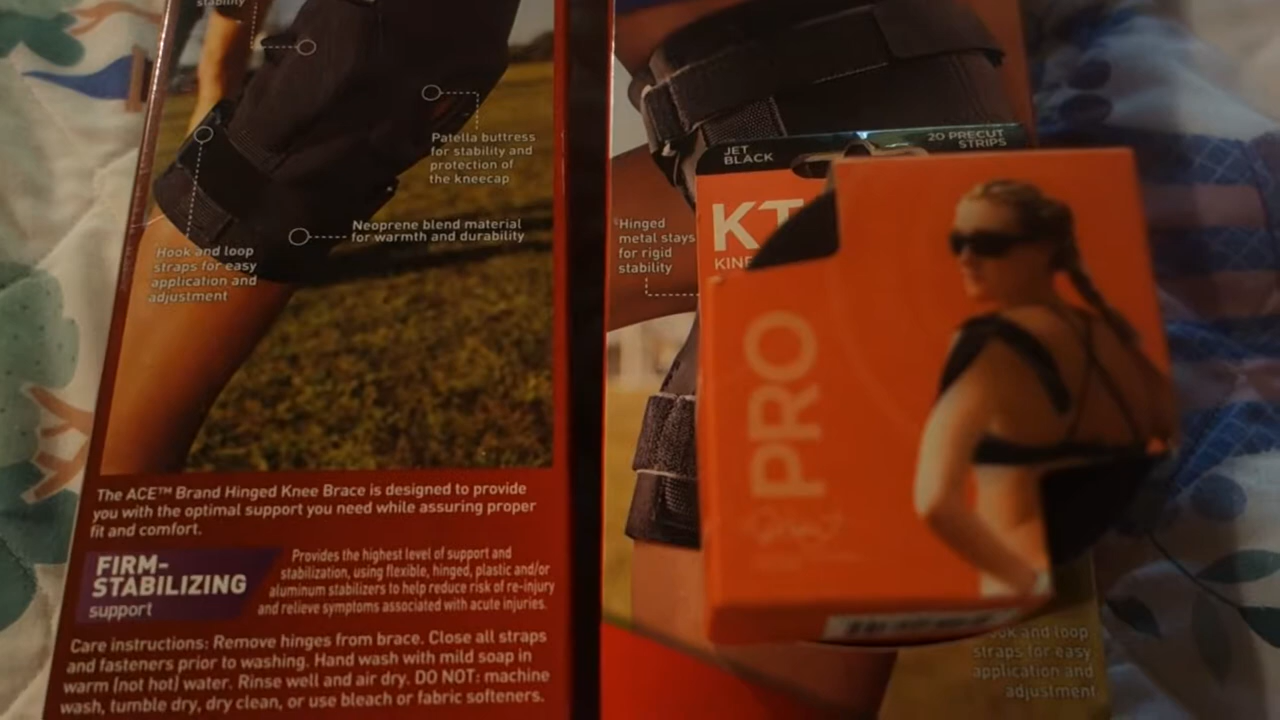 stability
Patella buttress
for stability and
protection of
the kneecap
Neoprene blend material
for warmth and durability
Hook and loop
straps for easy
application and
adjustment
The ACE™ Brand Hinged Knee Brace is designed to provide
you with the optimal support you need while assuring proper
fit and comfort.
FIRM-
STABILIZING
support
Provides the highest level of support and
stabilization, using flexible, hinged, plastic and/or
aluminum stabilizers to help reduce risk of re-injury
and relieve symptoms associated with acute injuries.
Care instructions: Remove hinges from brace. Close all straps
and fasteners prior to washing. Hand wash with mild soap in
warm (not hot) water. Rinse well and air dry. DO NOT: machine
wash, tumble dry, dry clean, or use bleach or fabric softeners.
JET
BLACK
20 PRECUT
STRIPS
KT
Hinged
metal stays
for rigid
stability
PRO
and loop
straps for easy
application and
adjustment